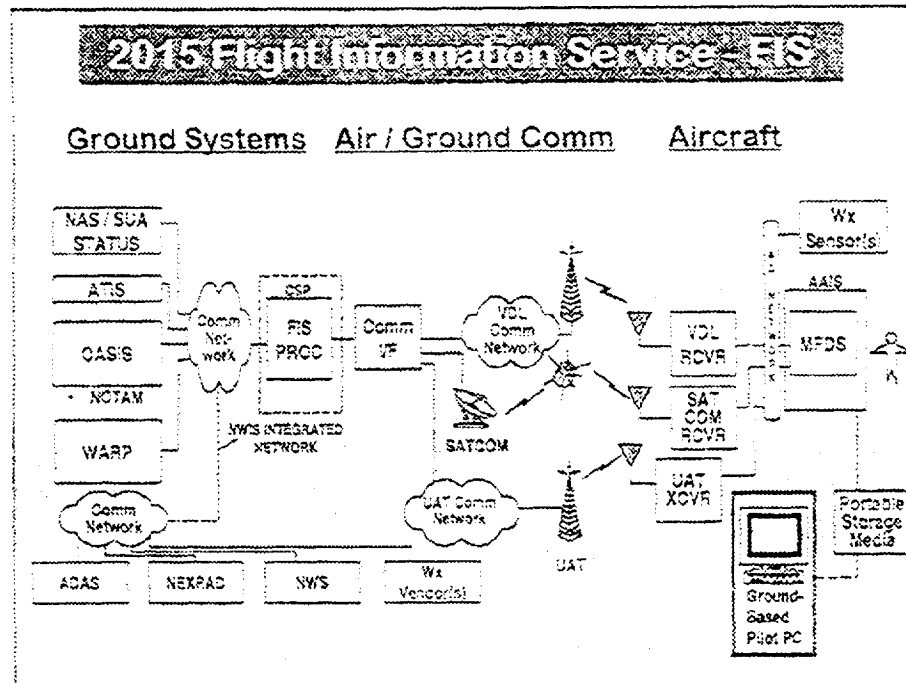 2015 Flight Information Service - FIS
Ground Systems
Air / Ground Comm
Aircraft
NAS / SUA
STATUS
ATIS
OASIS
• NOTAM
WARP
Comm
Net-
work
CSP
FIS
PROC
NWIS INTEGRATED
NETWORK
Comm
I/F
VDL
Comm
Network
SATCOM
UAT Comm
Network
UAT
VDL
RCVR
SAT
COM
RCVR
UAT
XCVR
Wx
Sensor(s)
AAIS
MFDS
Portable
Storage
Media
Ground-
Based
Pilot PC
Comm
Network
ADAS
NEXRAD
NWS
Wx
Vendor(s)